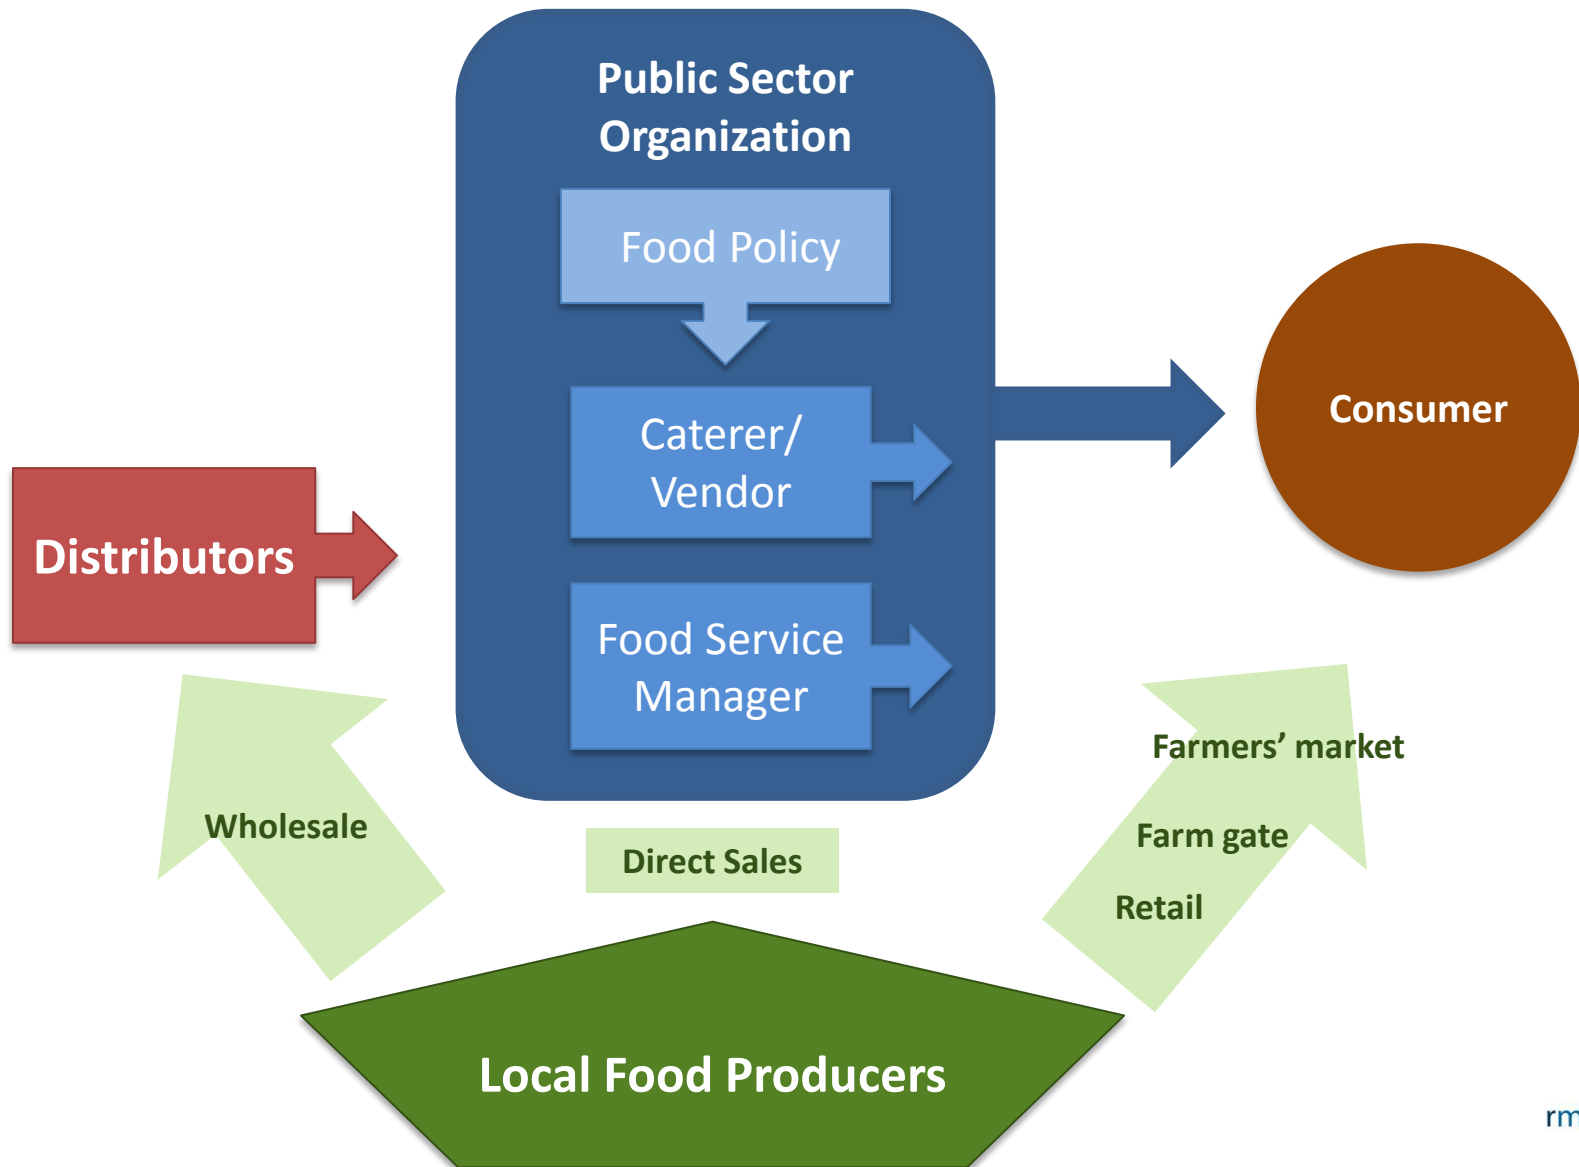 Public Sector
Organization
Food Policy
Caterer/
Vendor
Consumer
Distributors
Food Service
Manager
Farmers’ market
Wholesale
Farm gate
Direct Sales
Retail
Local Food Producers
rm